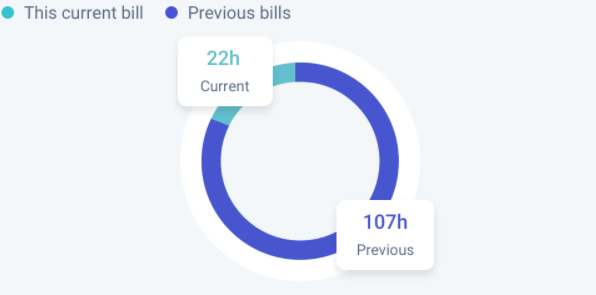 This current bill
Previous bills
22h
Current
107h
Previous